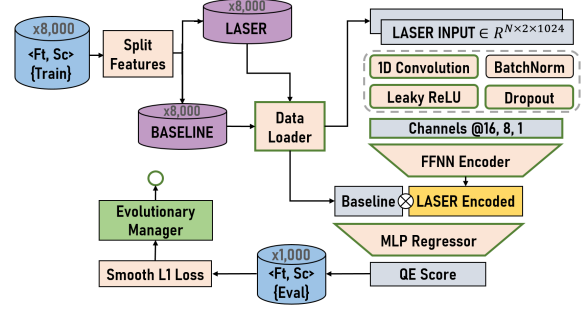 x8,000
<Ft, Sc>
{Train}
Split
Features
x8,000
LASER
x8,000
BASELINE
Data
Loader
LASER INPUT ∈ R^{N×2×1024}
1D Convolution
BatchNorm
Leaky ReLU
Dropout
Channels @16, 8, 1
FFNN Encoder
Baseline
LASER Encoded
MLP Regressor
QE Score
x1,000
<Ft, Sc>
{Eval}
Smooth L1 Loss
Evolutionary
Manager